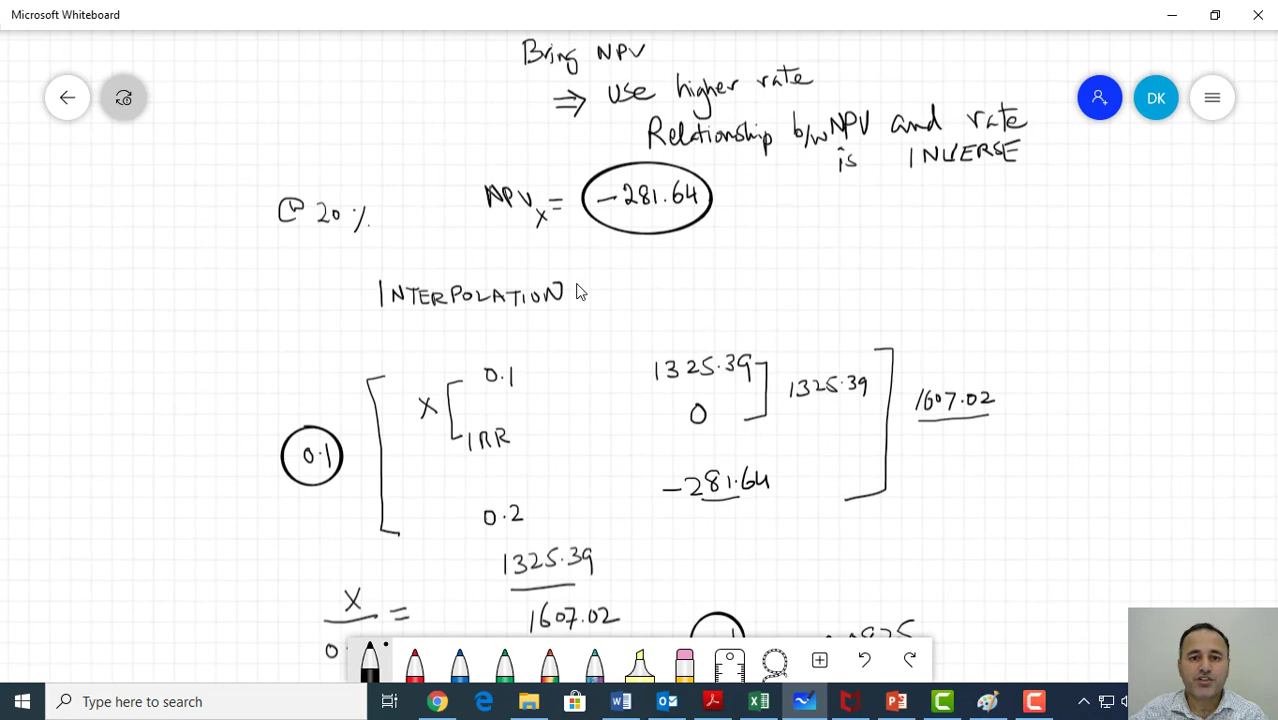 Microsoft Whiteboard
Bring NPV
⇒ use higher rate
Relationship b/w NPV and rate
is INVERSE
DK
@ 20 %.
NPVx = -281.64
INTERPOLATION
0.1
X
0.1
IRR
0.2
1325.39
0
-281.64
1325.39
1607.02
X
=
1325.39
1607.02
Type here to search